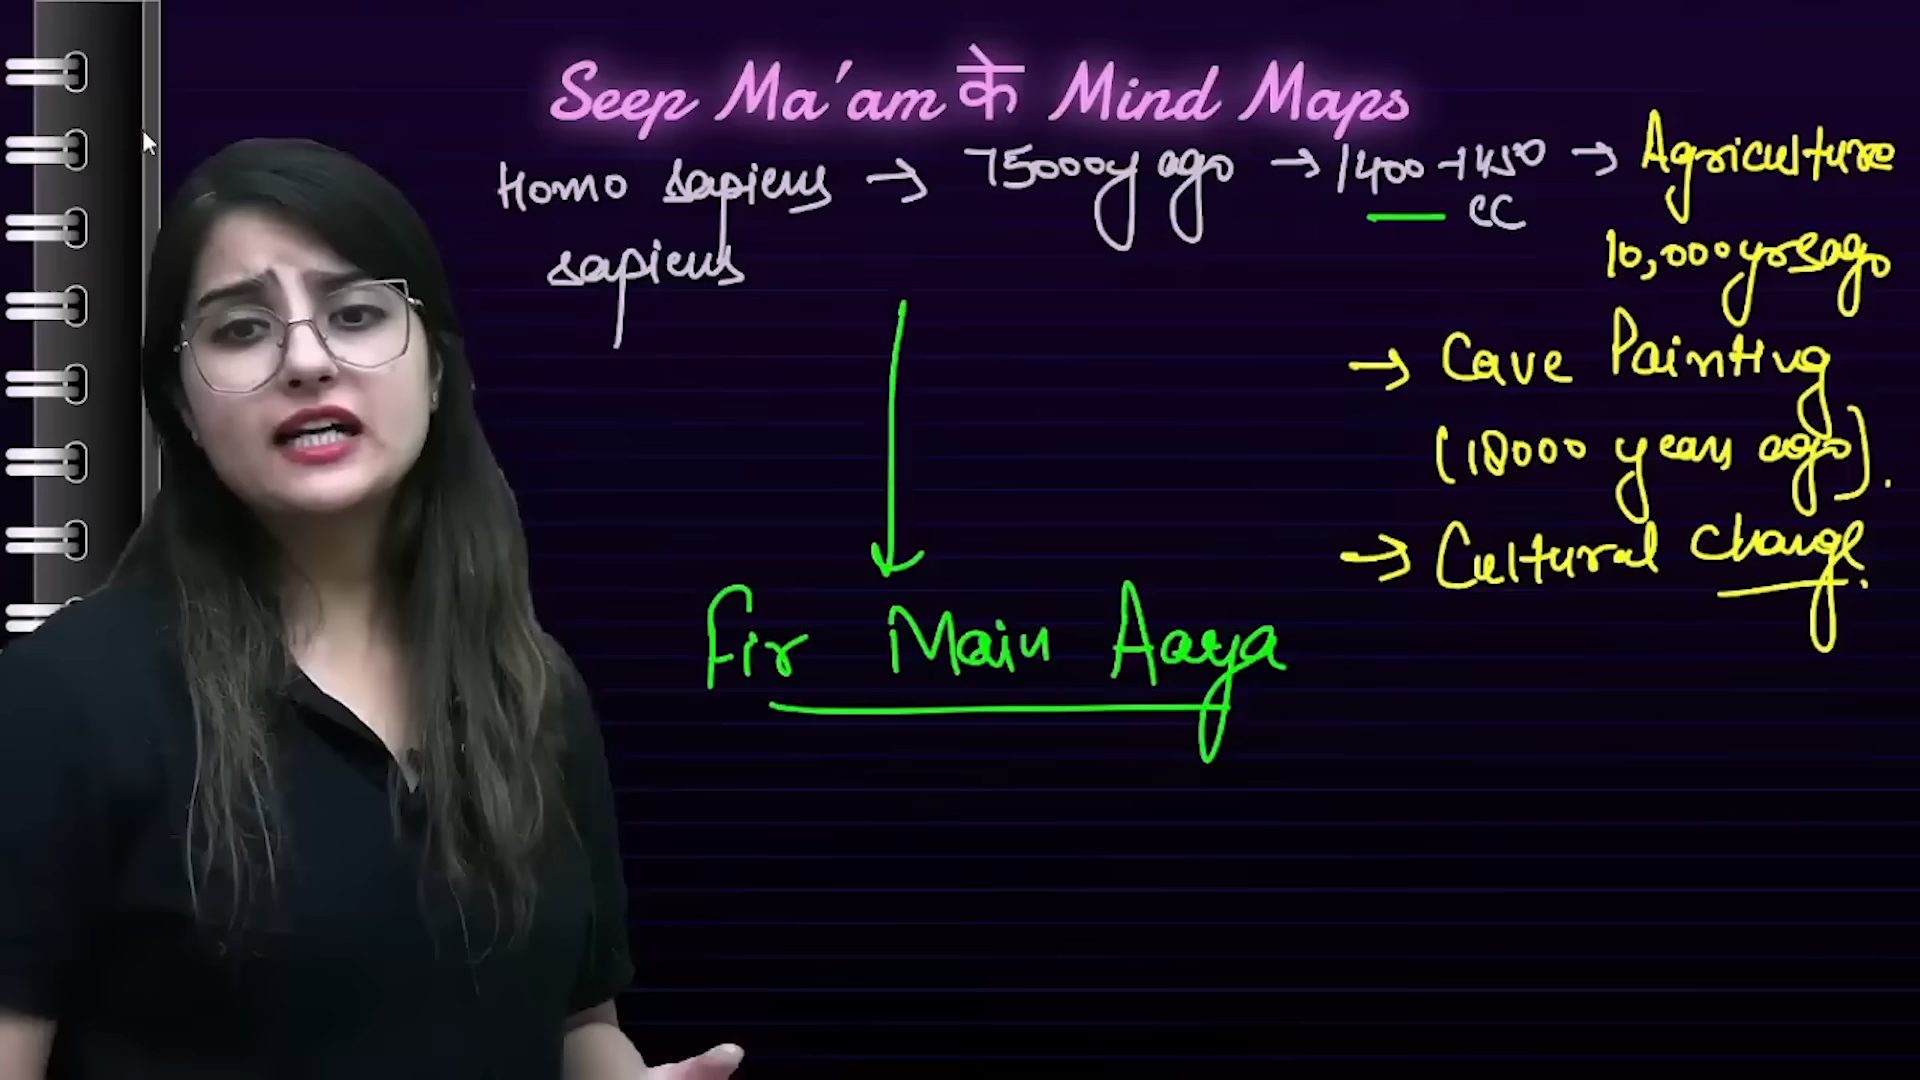 Seep Ma'am के Mind Maps
Homo sapiens → 75000y ago → 1400-1450 → Agriculture
sapiens
CC
10,000 yrs ago
→ Cave Painting
(18000 years ago).
→ Cultural change.
Fir Main Aaya